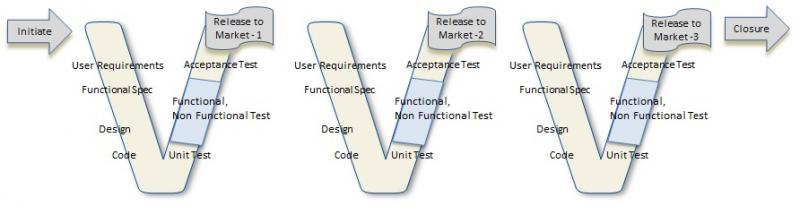 Initiate
Release to
Market - 1
User Requirements
Acceptance Test
Functional Spec
Functional,
Non Functional Test
Design
Code
Unit Test
Release to
Market -2
User Requirements
Acceptance Test
Functional Spec
Functional,
Non Functional Test
Design
Code
Unit Test
Release to
Market -3
User Requirements
Acceptance Test
Functional Spec
Functional,
Non Functional Test
Design
Code
Unit Test
Closure